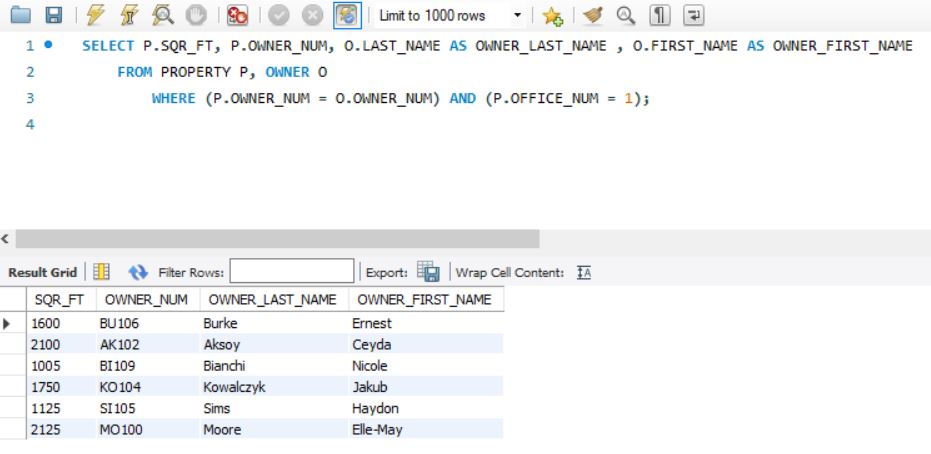 Limit to 1000 rows
1 SELECT P.SQR_FT, P.OWNER_NUM, O.LAST_NAME AS OWNER_LAST_NAME , O.FIRST_NAME AS OWNER_FIRST_NAME
2 FROM PROPERTY P, OWNER O
3 WHERE (P.OWNER_NUM = O.OWNER_NUM) AND (P.OFFICE_NUM = 1);
4
Result Grid Filter Rows: Export: Wrap Cell Content:
SQR_FT OWNER_NUM OWNER_LAST_NAME OWNER_FIRST_NAME
1600 BU106 Burke Ernest
2100 AK102 Aksoy Ceyda
1005 BI109 Bianchi Nicole
1750 KO104 Kowalczyk Jakub
1125 SI105 Sims Haydon
2125 MO100 Moore Elle-May